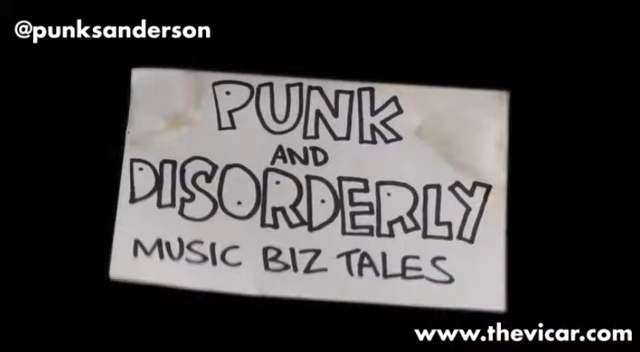 @punksanderson
PUNK
AND
DISORDERLY
MUSIC BIZ TALES
www.thevicar.com